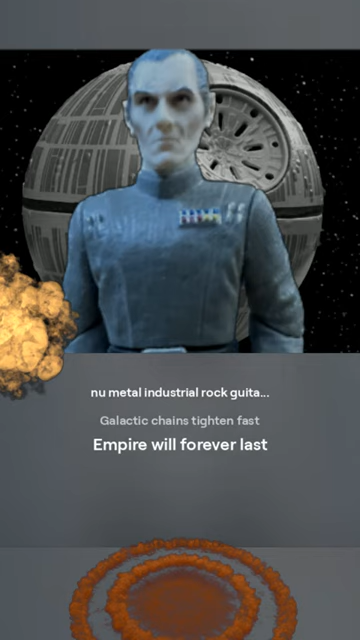 nu metal industrial rock guita...
Galactic chains tighten fast
Empire will forever last